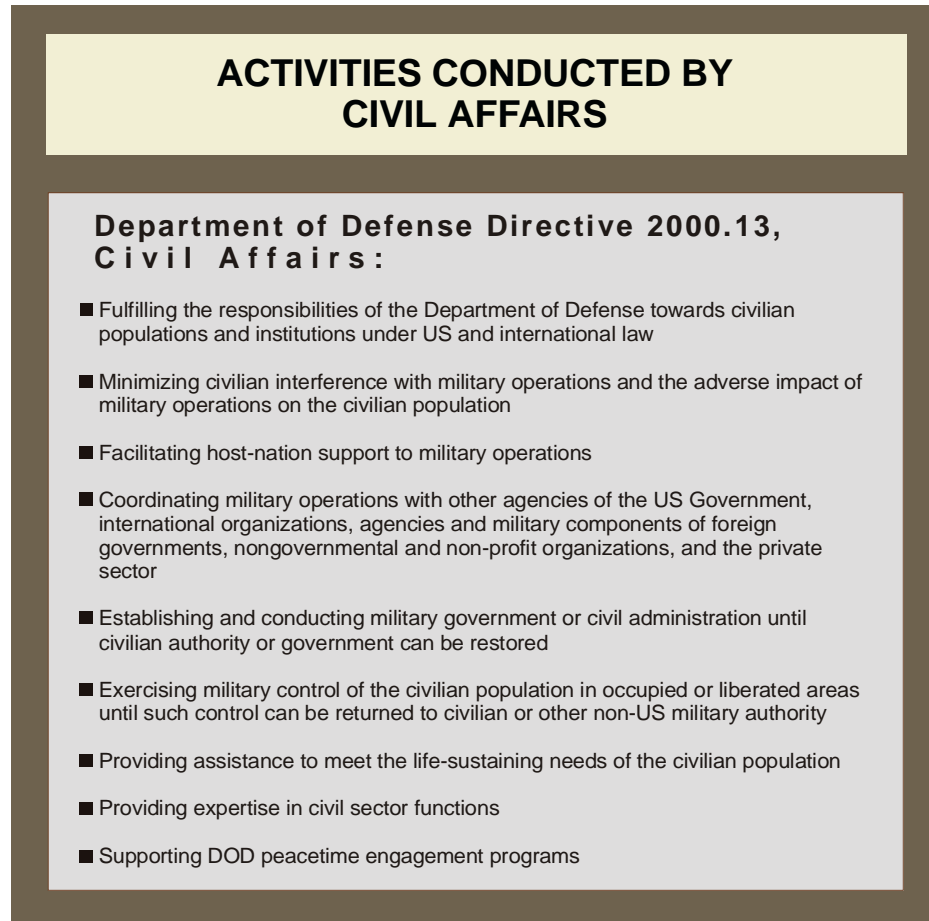 ACTIVITIES CONDUCTED BY
CIVIL AFFAIRS
Department of Defense Directive 2000.13,
Civil Affairs:
■ Fulfilling the responsibilities of the Department of Defense towards civilian
populations and institutions under US and international law
■ Minimizing civilian interference with military operations and the adverse impact of
military operations on the civilian population
■ Facilitating host-nation support to military operations
■ Coordinating military operations with other agencies of the US Government,
international organizations, agencies and military components of foreign
governments, nongovernmental and non-profit organizations, and the private
sector
■ Establishing and conducting military government or civil administration until
civilian authority or government can be restored
■ Exercising military control of the civilian population in occupied or liberated areas
until such control can be returned to civilian or other non-US military authority
■ Providing assistance to meet the life-sustaining needs of the civilian population
■ Providing expertise in civil sector functions
■ Supporting DOD peacetime engagement programs